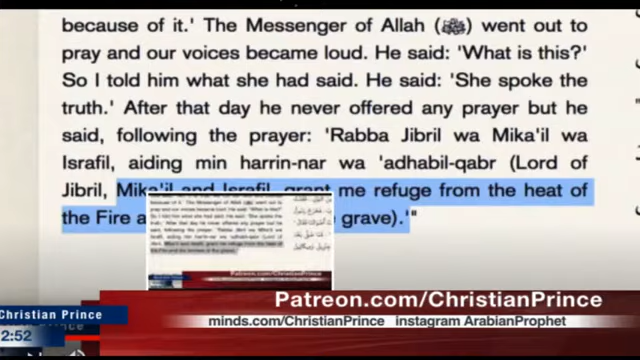 because of it.' The Messenger of Allah (ﷺ) went out to
pray and our voices became loud. He said: 'What is this?'
So I told him what she had said. He said: 'She spoke the
truth.' After that day he never offered any prayer but he
said, following the prayer: 'Rabba Jibril wa Mika'il wa
Israfil, aiding min harrin-nar wa 'adhabil-qabr (Lord of
Jibril, Mika'il and Israfil, grant me refuge from the heat of
the Fire a grave).'"
Patreon.com/ChristianPrince
Christian Prince
minds.com/ChristianPrince instagram ArabianProphet
2:52
Prince